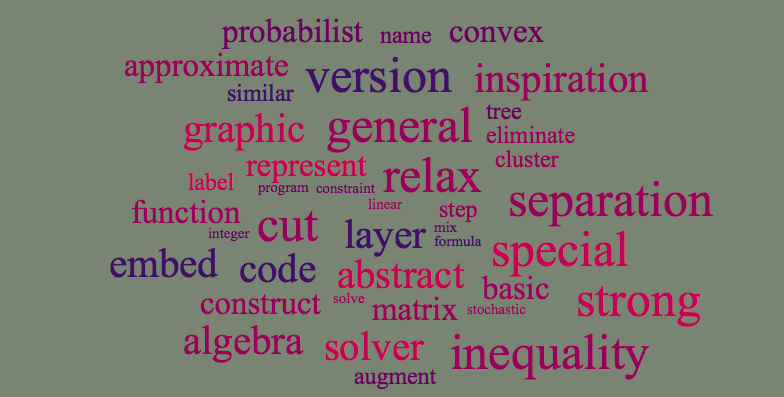 probabilist name convex
approximate version inspiration
similar
graphic general tree
eliminate
represent relax cluster
label program constraint
function linear step separation
integer cut layer mix
formula
embed code abstract special
construct solve matrix basic strong
stochastic
algebra solver inequality
augment